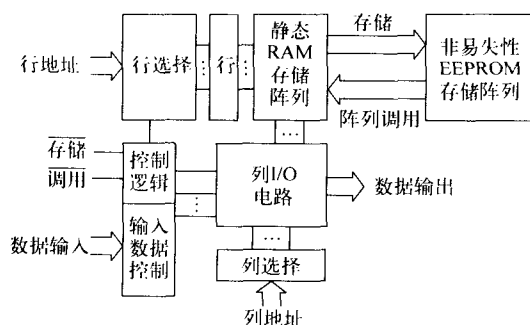 存储
行地址
行选择
行
静态
RAM
存储
阵列
非易失性
EEPROM
存储阵列
阵列调用
存储
调用
控制
逻辑
列I/O
电路
数据输出
数据输入
输入
数据
控制
列选择
列地址